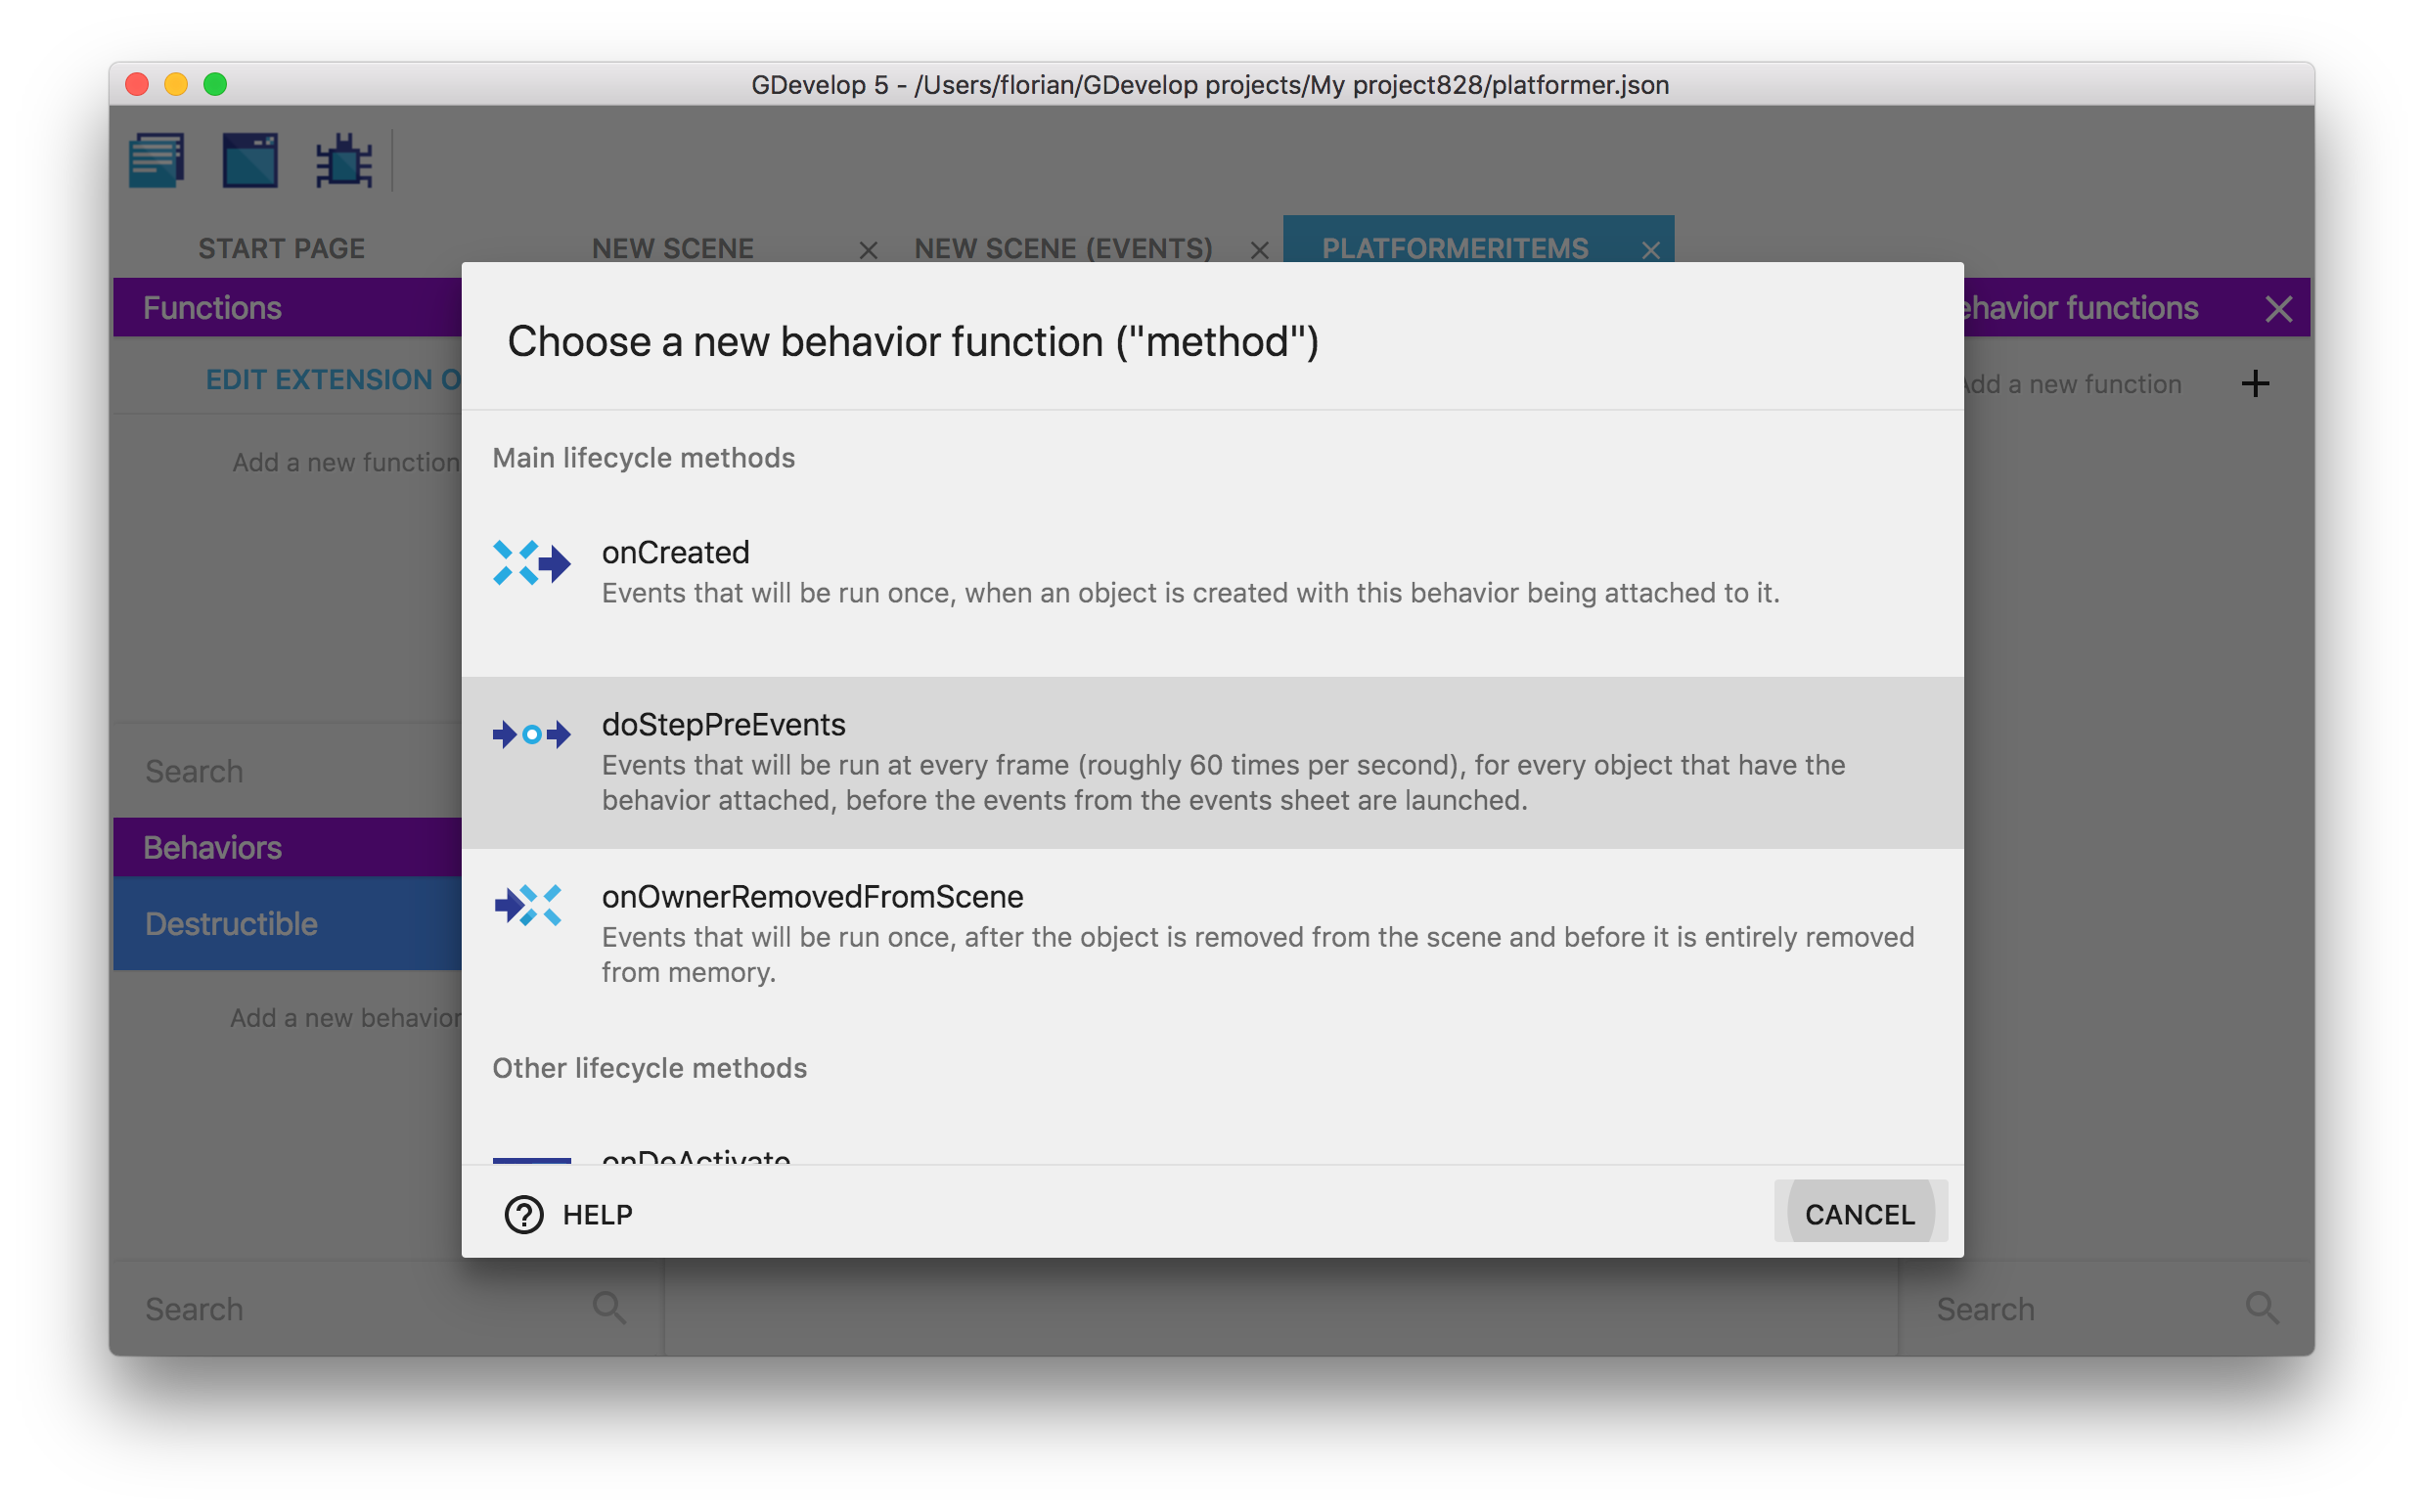 GDevelop 5 - /Users/florian/GDevelop projects/My project828/platformer.json
START PAGE
NEW SCENE
NEW SCENE (EVENTS)
PLATFORMERITEMS
Functions
ehavior functions
EDIT EXTENSION O
Add a new function
Add a new function
Search
Behaviors
Destructible
Add a new behavior
Search
Choose a new behavior function ("method")
Main lifecycle methods
onCreated
Events that will be run once, when an object is created with this behavior being attached to it.
doStepPreEvents
Events that will be run at every frame (roughly 60 times per second), for every object that have the
behavior attached, before the events from the events sheet are launched.
onOwnerRemovedFromScene
Events that will be run once, after the object is removed from the scene and before it is entirely removed
from memory.
Other lifecycle methods
onDeActivate
HELP
CANCEL
Search